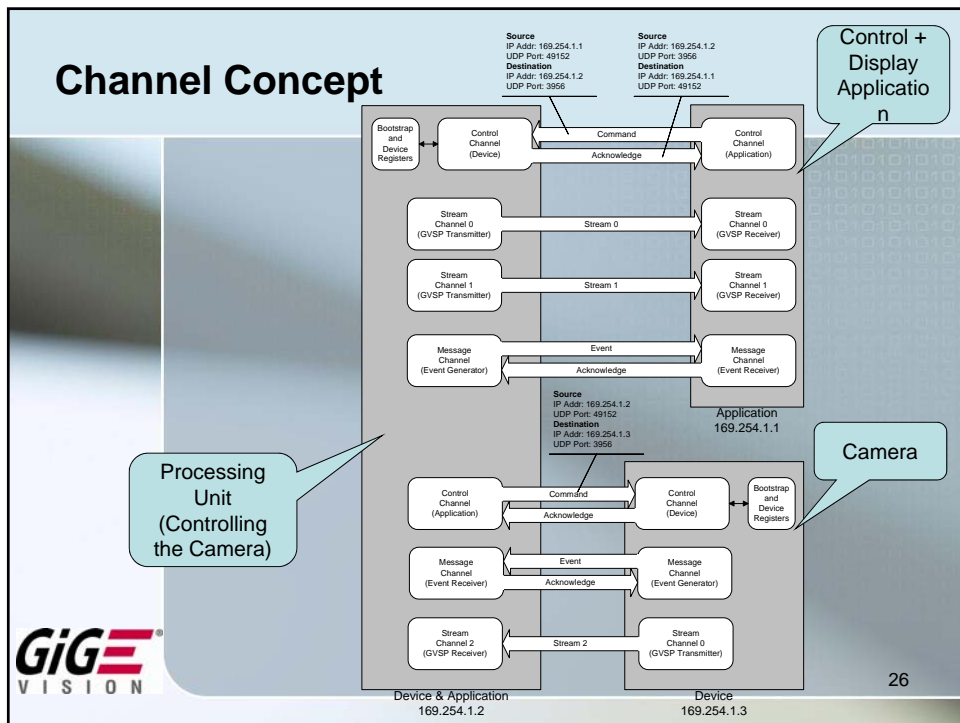 Channel Concept
Source
IP Addr: 169.254.1.1
UDP Port: 49152
Destination
IP Addr: 169.254.1.2
UDP Port: 3956
Source
IP Addr: 169.254.1.2
UDP Port: 3956
Destination
IP Addr: 169.254.1.1
UDP Port: 49152
Control +
Display
Applicatio
n
Bootstrap
and
Device
Registers
Control
Channel
(Device)
Command
Acknowledge
Control
Channel
(Application)
Stream
Channel 0
(GVSP Transmitter)
Stream 0
Stream
Channel 0
(GVSP Receiver)
Stream
Channel 1
(GVSP Transmitter)
Stream 1
Stream
Channel 1
(GVSP Receiver)
Message
Channel
(Event Generator)
Event
Acknowledge
Message
Channel
(Event Receiver)
Source
IP Addr: 169.254.1.2
UDP Port: 49152
Destination
IP Addr: 169.254.1.3
UDP Port: 3956
Application
169.254.1.1
Processing
Unit
(Controlling
the Camera)
Camera
Control
Channel
(Application)
Command
Acknowledge
Control
Channel
(Device)
Bootstrap
and
Device
Registers
Message
Channel
(Event Receiver)
Event
Acknowledge
Message
Channel
(Event Generator)
Stream
Channel 2
(GVSP Receiver)
Stream 2
Stream
Channel 0
(GVSP Transmitter)
Device & Application
169.254.1.2
Device
169.254.1.3
GiGE®
VISION
26